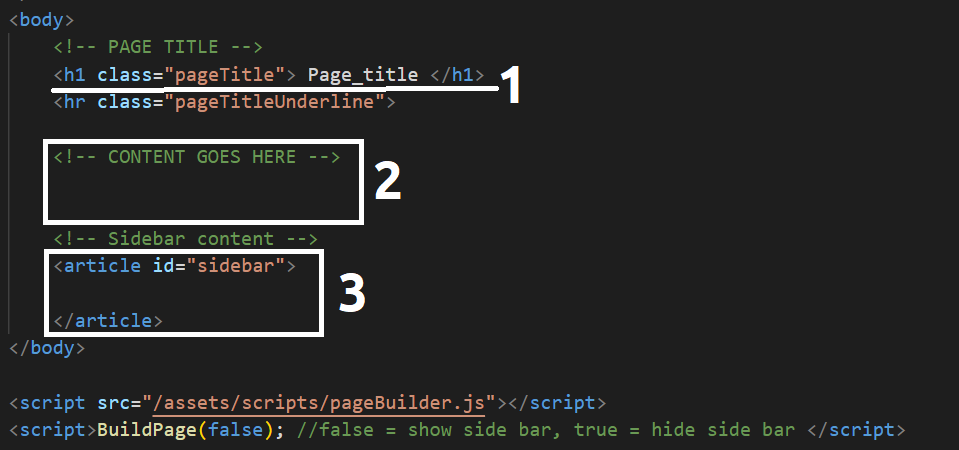 <body>
<!-- PAGE TITLE -->
<h1 class="pageTitle"> Page_title </h1> 1
<hr class="pageTitleUnderline">
<!-- CONTENT GOES HERE -->
2
<!-- Sidebar content -->
<article id="sidebar">
3
</article>
</body>
<script src="/assets/scripts/pageBuilder.js"></script>
<script>BuildPage(false); //false = show side bar, true = hide side bar </script>